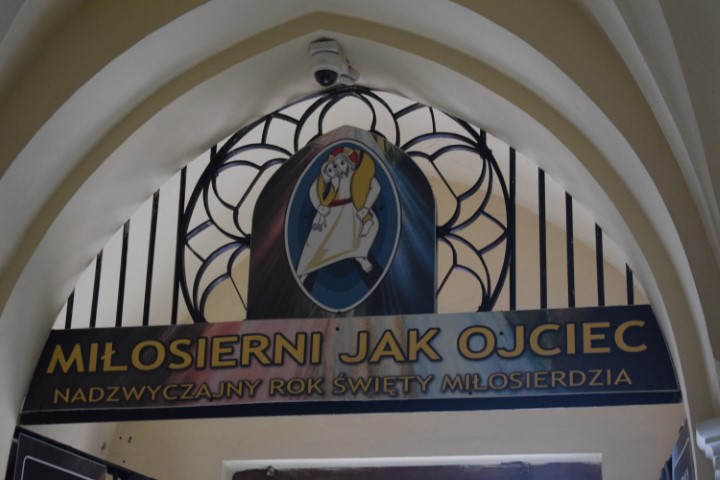 MIŁOSIERNI JAK OJCIEC
NADZWYCZAJNY ROK ŚWIĘTY MIŁOSIERDZIA